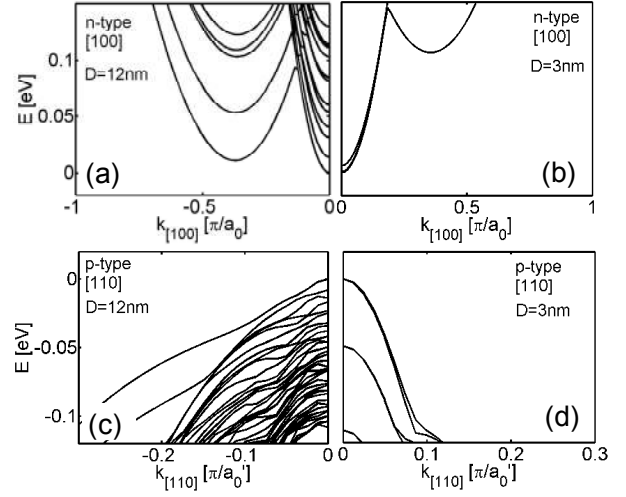 n-type
[100]
D=12nm
(a)
E [eV]
0.1
0.05
0
-1
-0.5
0
k[100] [π/a0]
n-type
[100]
D=3nm
(b)
0
0.5
1
k[100] [π/a0]
p-type
[110]
D=12nm
(c)
E [eV]
0
-0.05
-0.1
-0.2
-0.1
0
k[110] [π/a0']
p-type
[110]
D=3nm
(d)
0
0.1
0.2
0.3
k[110] [π/a0']